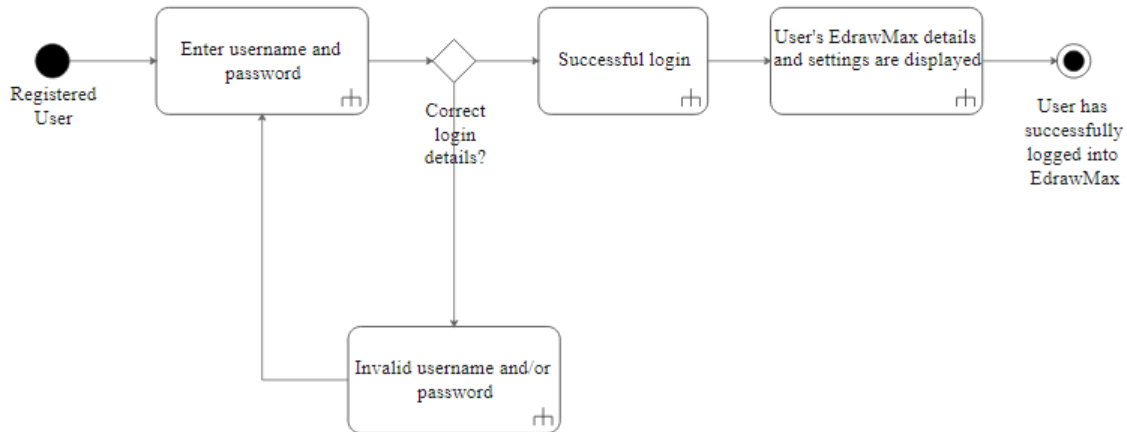 Registered
User
Enter username and
password
Correct
login
details?
Successful login
User's EdrawMax details
and settings are displayed
User has
successfully
logged into
EdrawMax
Invalid username and/or
password